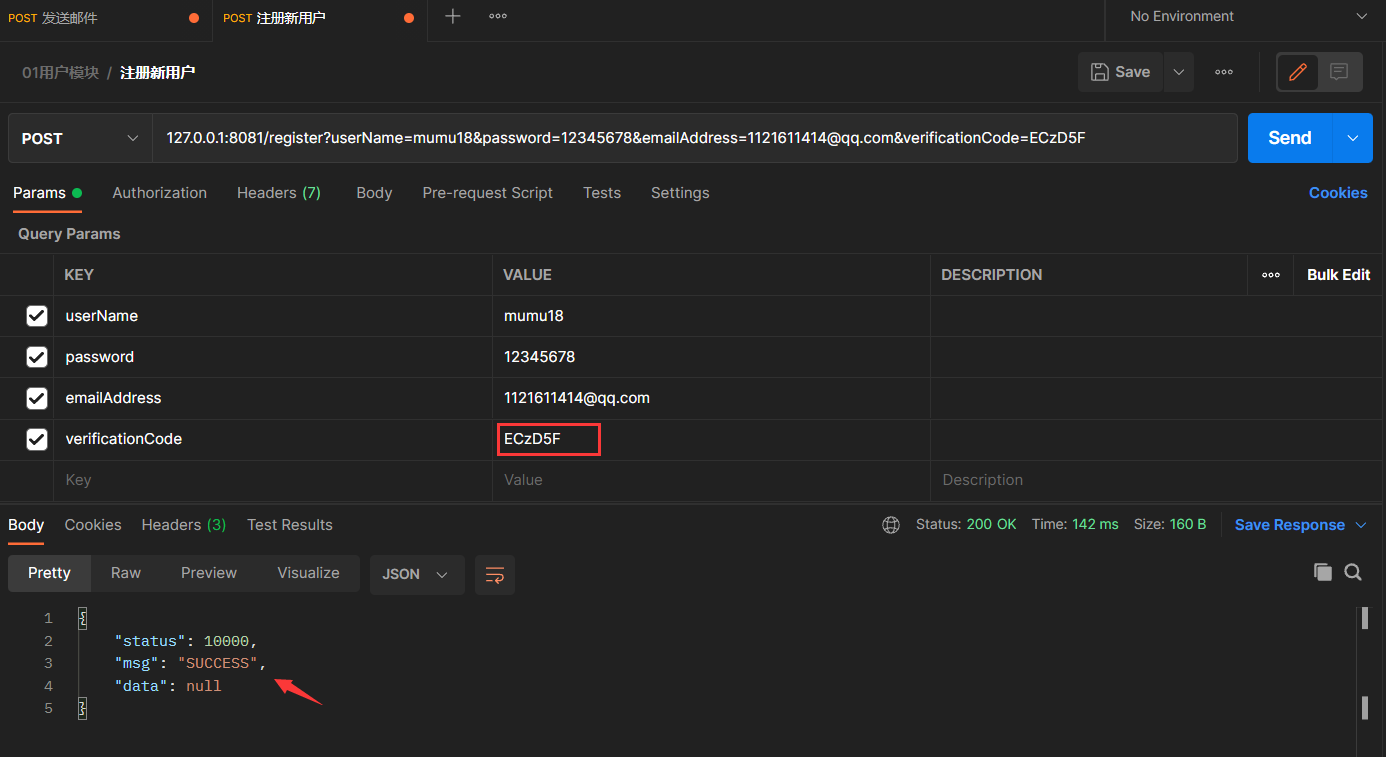 POST 发送邮件 POST 注册新用户 No Environment
01用户模块 / 注册新用户 Save
POST 127.0.0.1:8081/register?userName=mumu18&password=12345678&emailAddress=1121611414@qq.com&verificationCode=ECzD5F Send
Params Authorization Headers (7) Body Pre-request Script Tests Settings Cookies
Query Params
KEY VALUE DESCRIPTION Bulk Edit
userName mumu18
password 12345678
emailAddress 1121611414@qq.com
verificationCode ECzD5F
Key Value Description
Body Cookies Headers (3) Test Results Status: 200 OK Time: 142 ms Size: 160 B Save Response
Pretty Raw Preview Visualize JSON
1 {
2 "status": 10000,
3 "msg": "SUCCESS",
4 "data": null
5 }